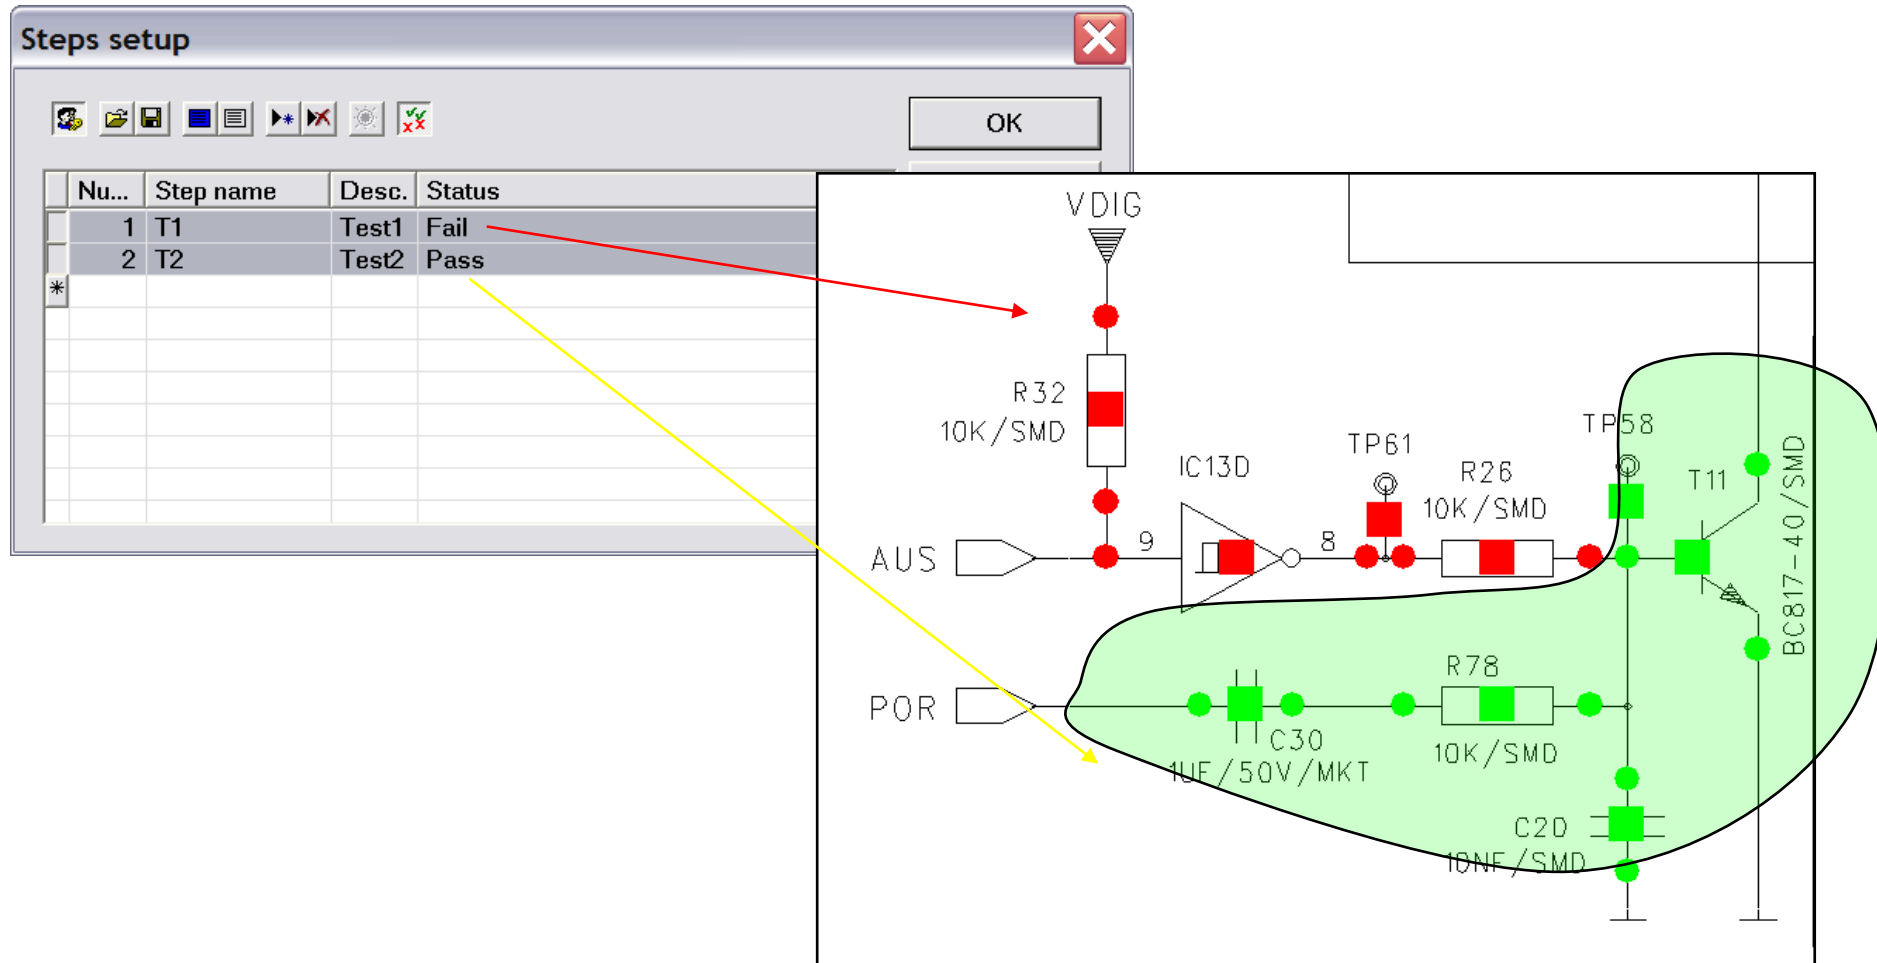 Steps setup
OK
Nu... Step name Desc. Status
1 T1 Test1 Fail
2 T2 Test2 Pass
*
VDIG
R32
10K/SMD
TP61
IC13D
R26
10K/SMD
TP58
T11
BC817-40/SMD
AUS
9
8
POR
R78
10K/SMD
C30
1UF/50V/MKT
C20
10NF/SMD